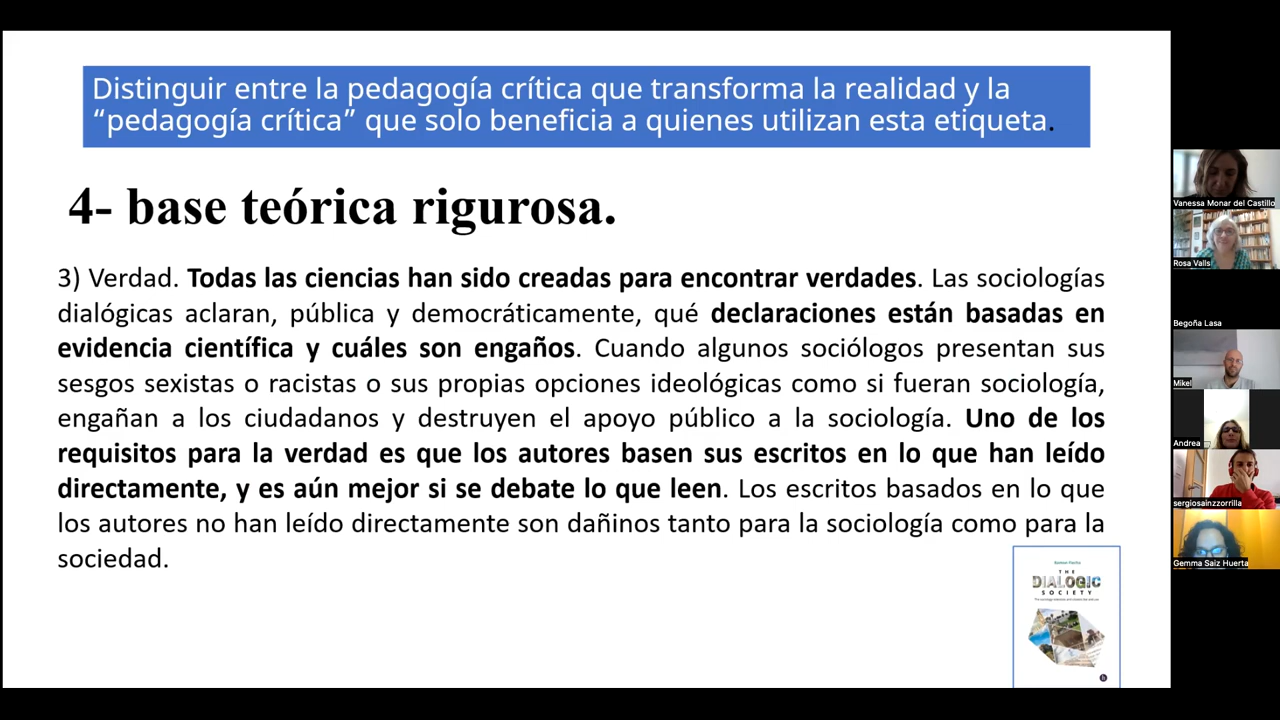 Distinguir entre la pedagogía crítica que transforma la realidad y la
“pedagogía crítica” que solo beneficia a quienes utilizan esta etiqueta.
4- base teórica rigurosa.
3) Verdad. Todas las ciencias han sido creadas para encontrar verdades. Las sociologías
dialógicas aclaran, pública y democráticamente, qué declaraciones están basadas en
evidencia científica y cuáles son engaños. Cuando algunos sociólogos presentan sus
sesgos sexistas o racistas o sus propias opciones ideológicas como si fueran sociología,
engañan a los ciudadanos y destruyen el apoyo público a la sociología. Uno de los
requisitos para la verdad es que los autores basen sus escritos en lo que han leído
directamente, y es aún mejor si se debate lo que leen. Los escritos basados en lo que
los autores no han leído directamente son dañinos tanto para la sociología como para la
sociedad.
THE
DIALOGIC
SOCIETY
Vanessa Monar del Castillo
Rosa Valls
Begoña Lasa
Mikel
Andrea
sergiosainzzorrilla
Gemma Saiz Huerta